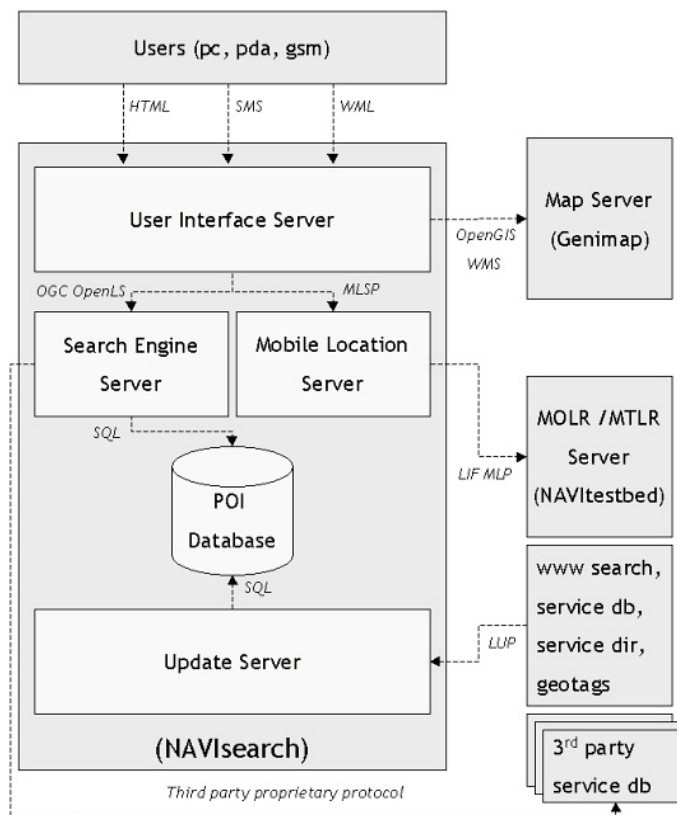 Users (pc, pda, gsm)
HTML
SMS
WML
User Interface Server
OpenGIS
WMS
Map Server
(Genimap)
OGC OpenLS
MLSP
Search Engine
Server
Mobile Location
Server
SQL
LIF MLP
MOLR /MTLR
Server
(NAVItestbed)
POI
Database
SQL
www search,
service db,
service dir,
geotags
LUP
Update Server
(NAVIsearch)
3rd party
service db
Third party proprietary protocol